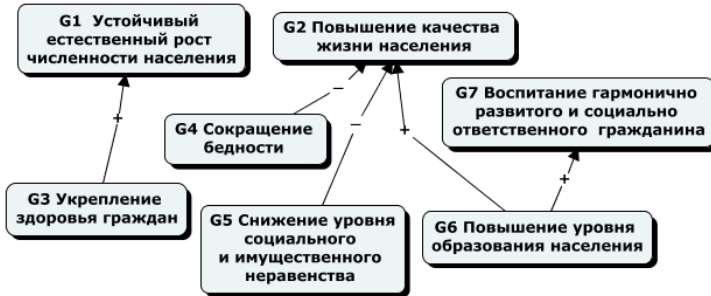 G1 Устойчивый
естественный рост
численности населения
G2 Повышение качества
жизни населения
G7 Воспитание гармонично
развитого и социально
ответственного гражданина
G4 Сокращение
бедности
G3 Укрепление
здоровья граждан
G5 Снижение уровня
социального
и имущественного
неравенства
G6 Повышение уровня
образования населения
+
−
−
+
+